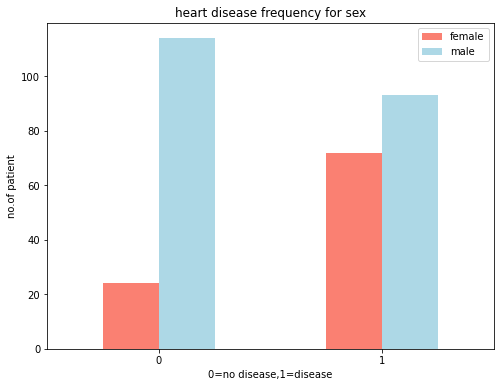 heart disease frequency for sex
female
male
no.of patient
100
80
60
40
20
0
0
1
0=no disease,1=disease